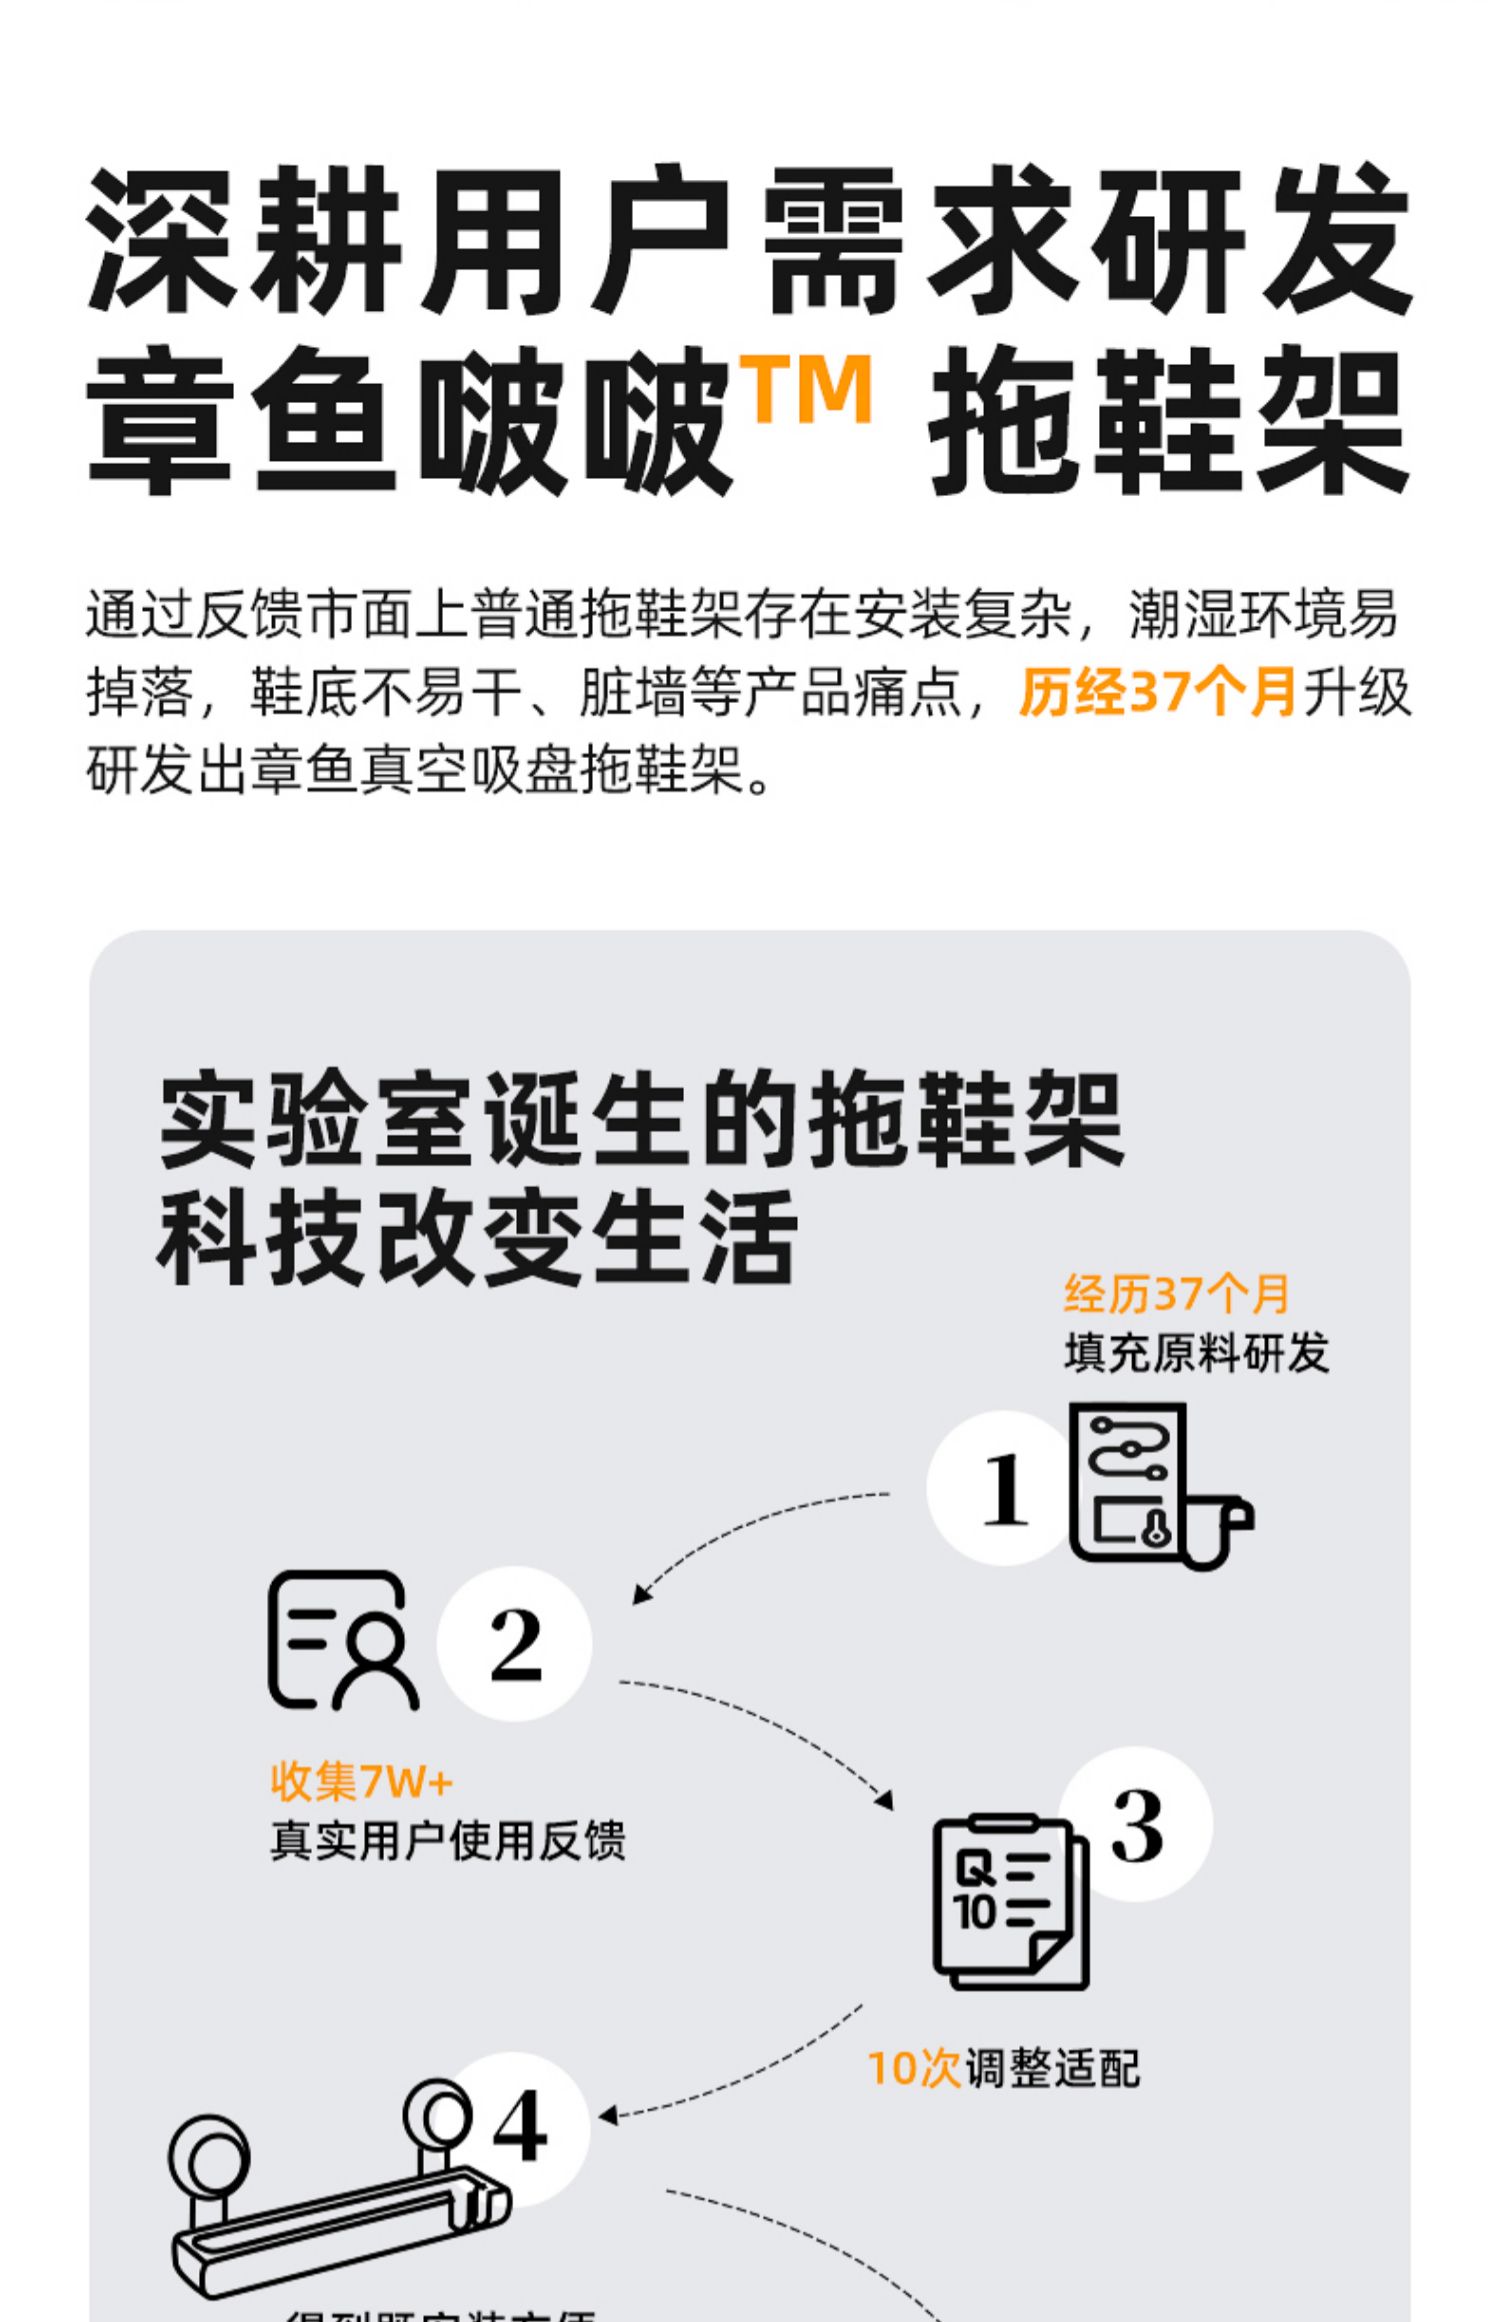 深耕用户需求研发
章鱼啵啵™ 拖鞋架
通过反馈市面上普通拖鞋架存在安装复杂，潮湿环境易
掉落，鞋底不易干、脏墙等产品痛点，历经37个月升级
研发出章鱼真空吸盘拖鞋架。
实验室诞生的拖鞋架
科技改变生活
经历37个月
填充原料研发
1
2
收集7W+
真实用户使用反馈
3
Q
10
10次调整适配
4